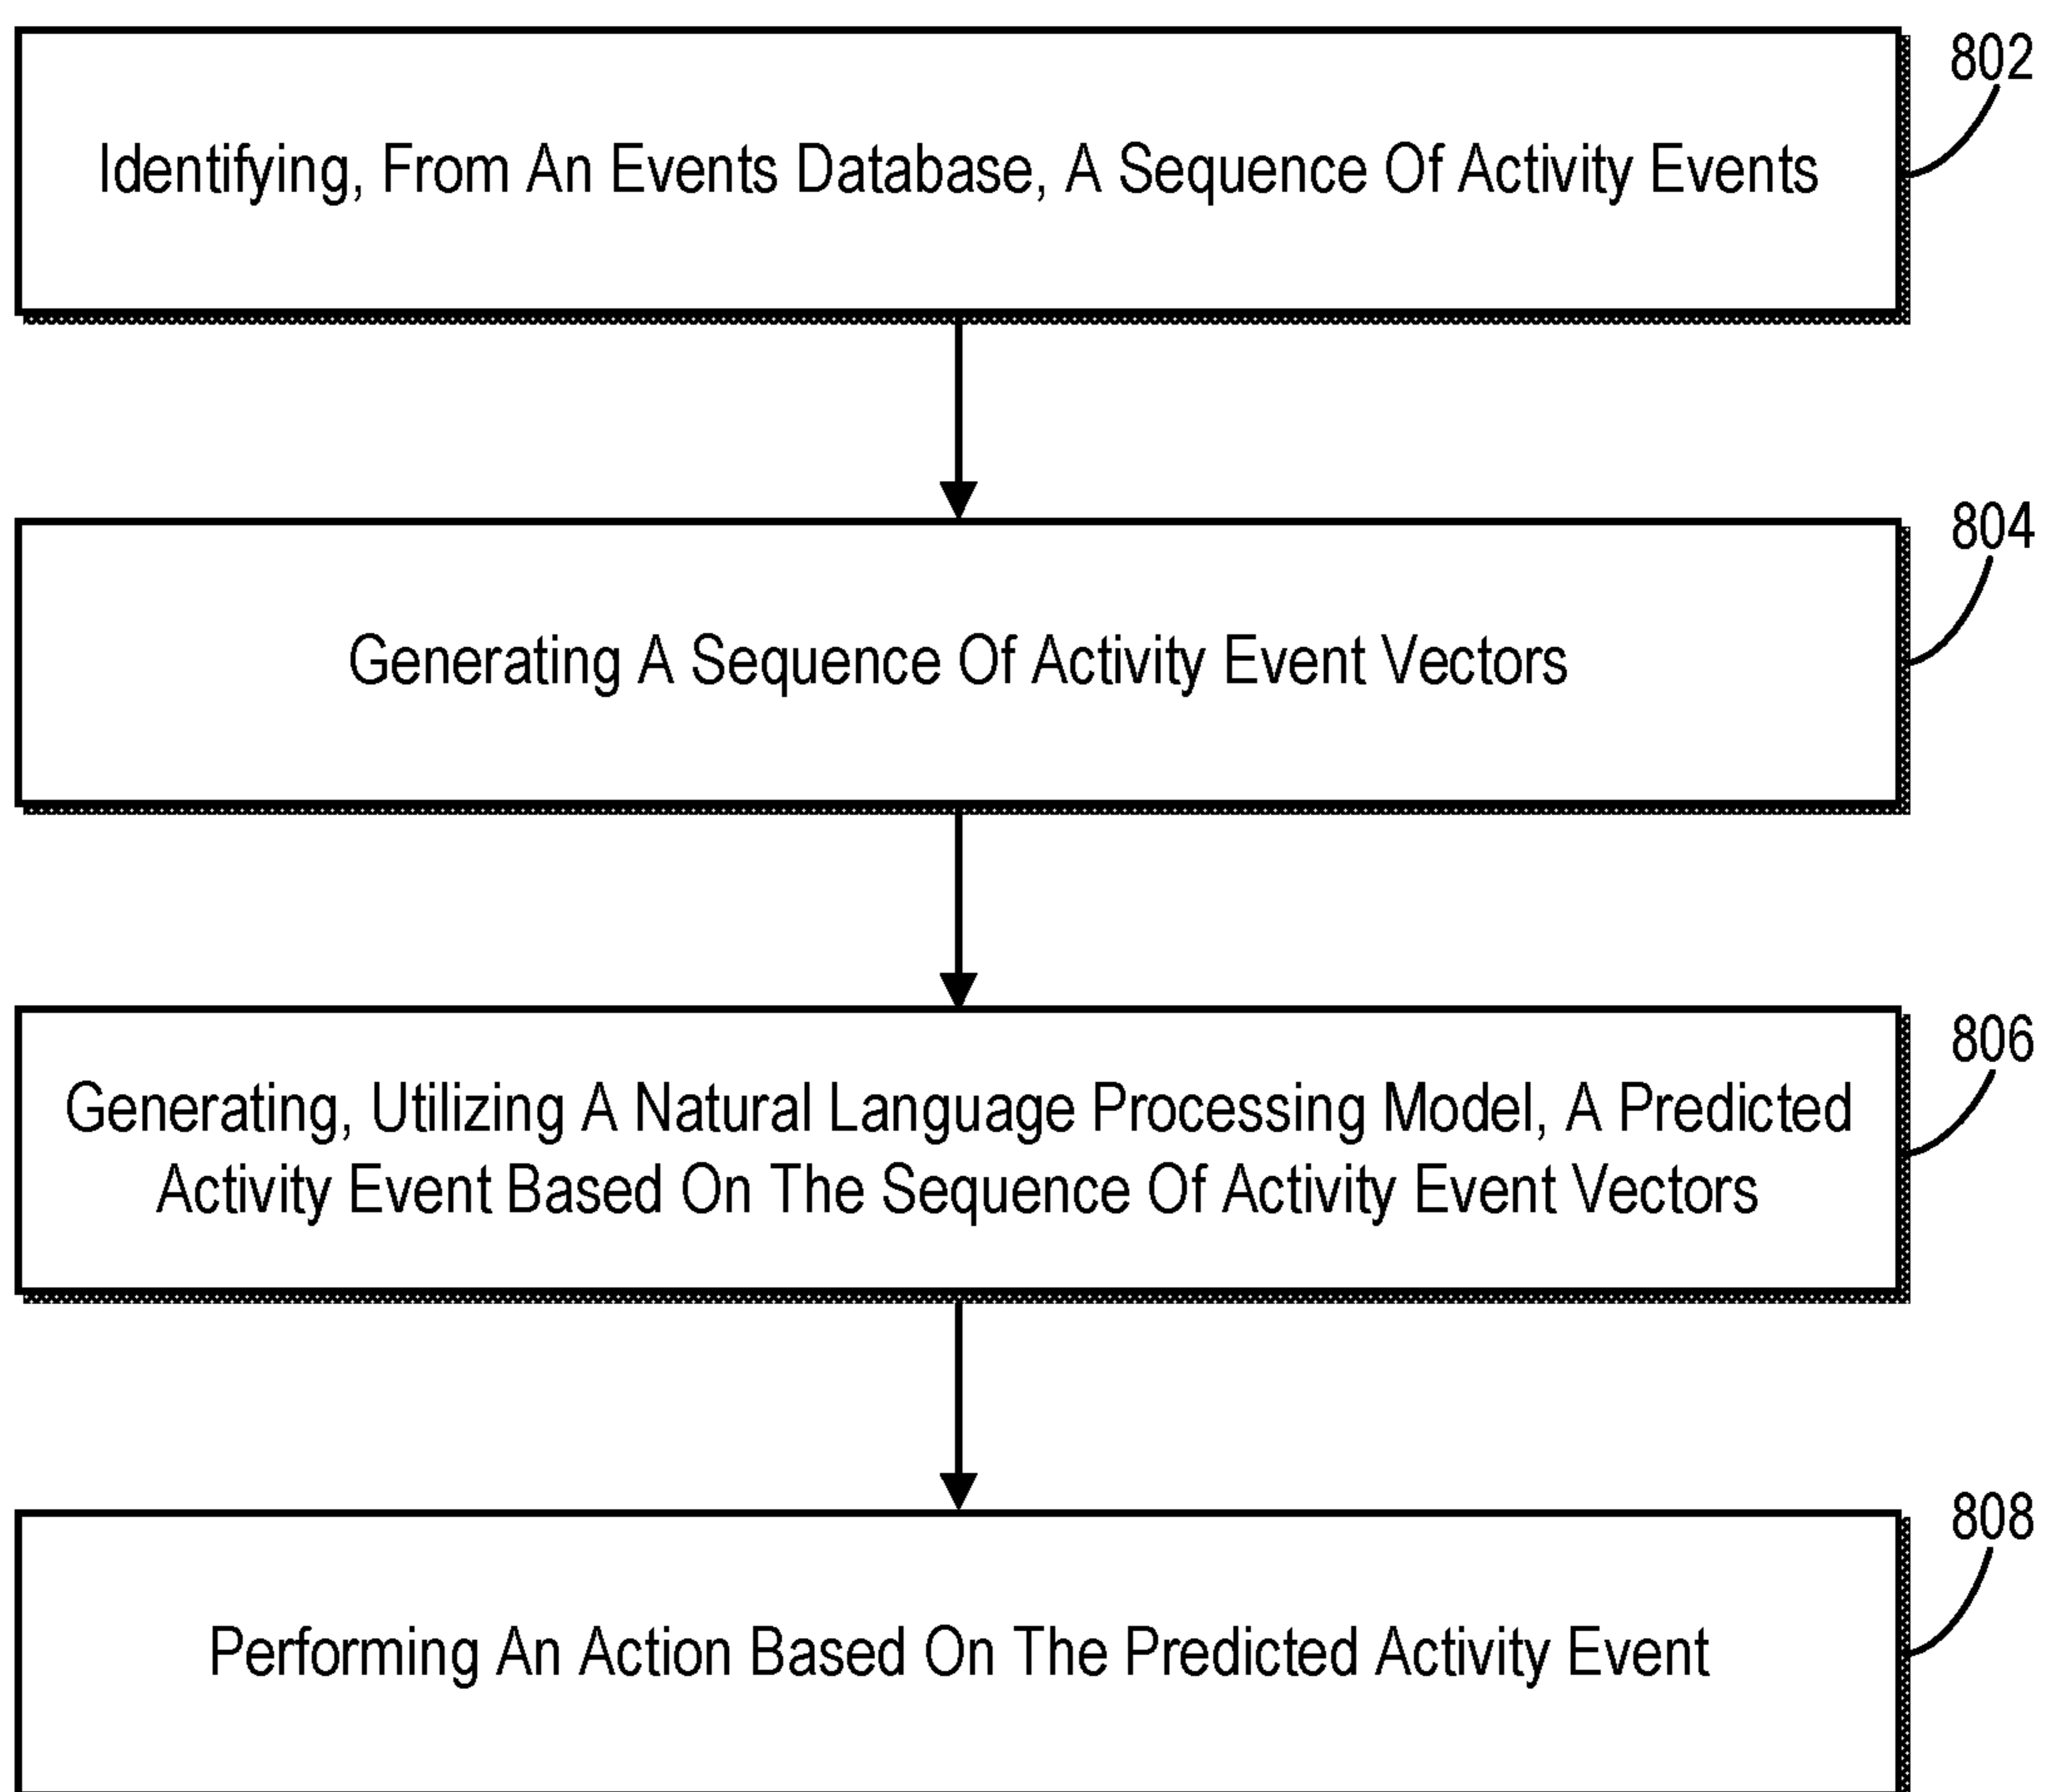 802
Identifying, From An Events Database, A Sequence Of Activity Events
804
Generating A Sequence Of Activity Event Vectors
806
Generating, Utilizing A Natural Language Processing Model, A Predicted
Activity Event Based On The Sequence Of Activity Event Vectors
808
Performing An Action Based On The Predicted Activity Event